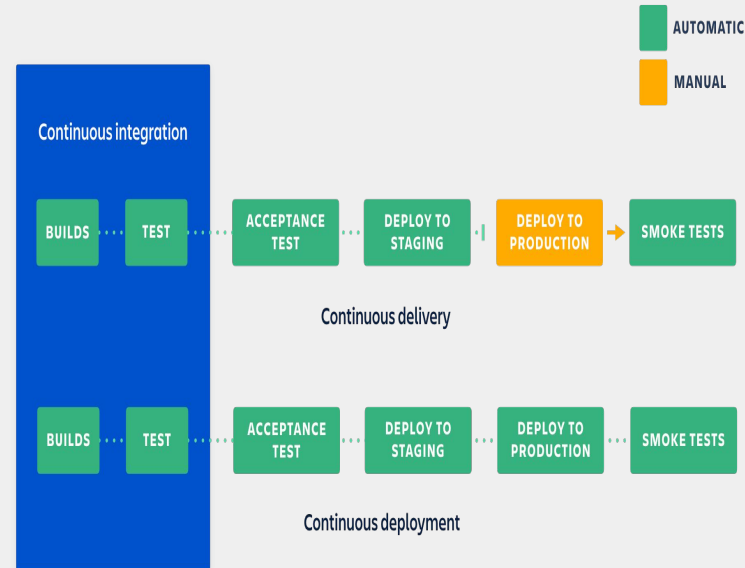 AUTOMATIC
MANUAL
Continuous integration
BUILDS
TEST
ACCEPTANCE
TEST
DEPLOY TO
STAGING
DEPLOY TO
PRODUCTION
SMOKE TESTS
Continuous delivery
BUILDS
TEST
ACCEPTANCE
TEST
DEPLOY TO
STAGING
DEPLOY TO
PRODUCTION
SMOKE TESTS
Continuous deployment